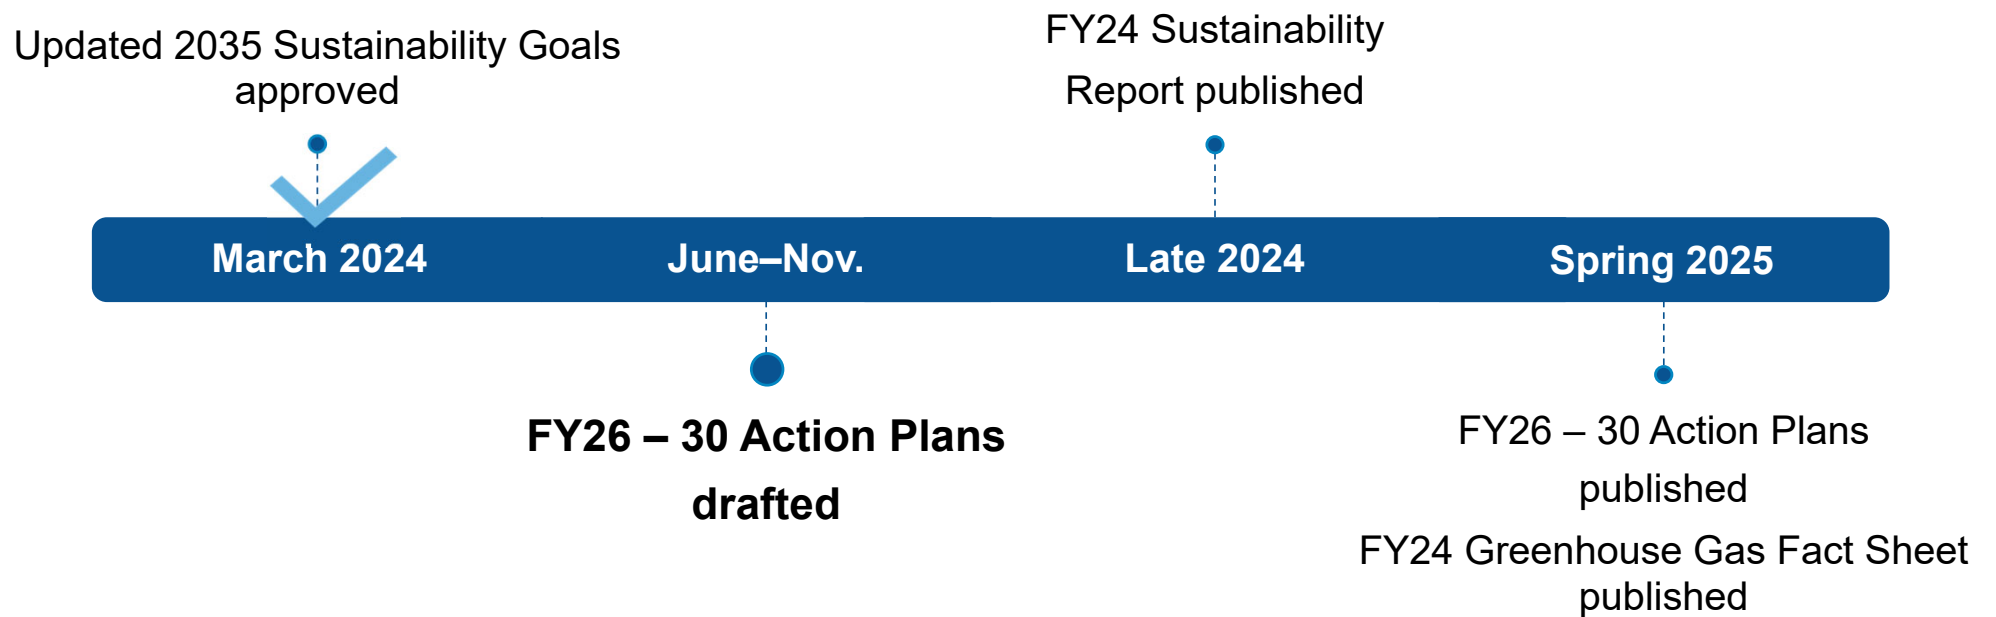 Updated 2035 Sustainability Goals
approved
FY24 Sustainability
Report published
March 2024
June–Nov.
Late 2024
Spring 2025
FY26 – 30 Action Plans
drafted
FY26 – 30 Action Plans
published
FY24 Greenhouse Gas Fact Sheet
published